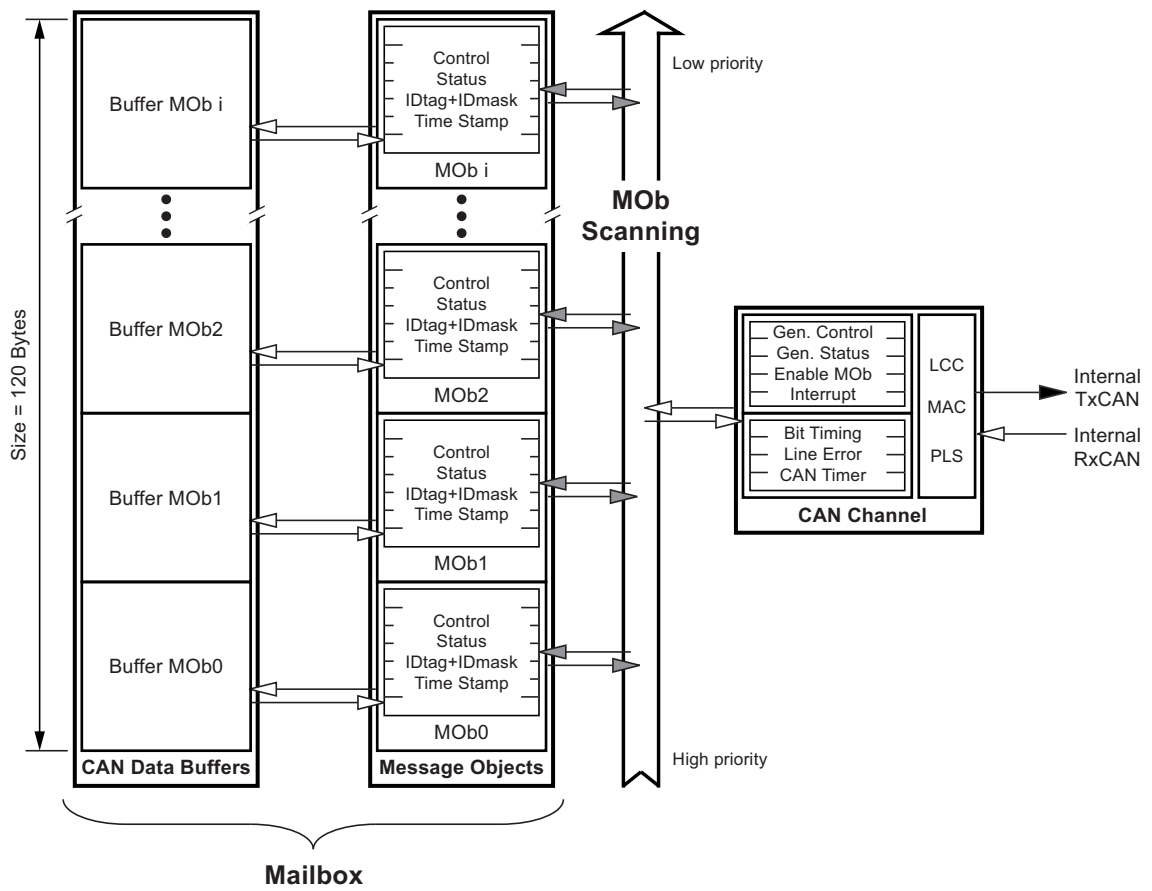 Size = 120 Bytes
Buffer MOb i
Buffer MOb2
Buffer MOb1
Buffer MOb0
CAN Data Buffers
Control
Status
IDtag+IDmask
Time Stamp
MOb i
Control
Status
IDtag+IDmask
Time Stamp
MOb2
Control
Status
IDtag+IDmask
Time Stamp
MOb1
Control
Status
IDtag+IDmask
Time Stamp
MOb0
Message Objects
Mailbox
Low priority
MOb
Scanning
High priority
Gen. Control
Gen. Status
Enable MOb
Interrupt
Bit Timing
Line Error
CAN Timer
LCC
MAC
PLS
CAN Channel
Internal
TxCAN
Internal
RxCAN